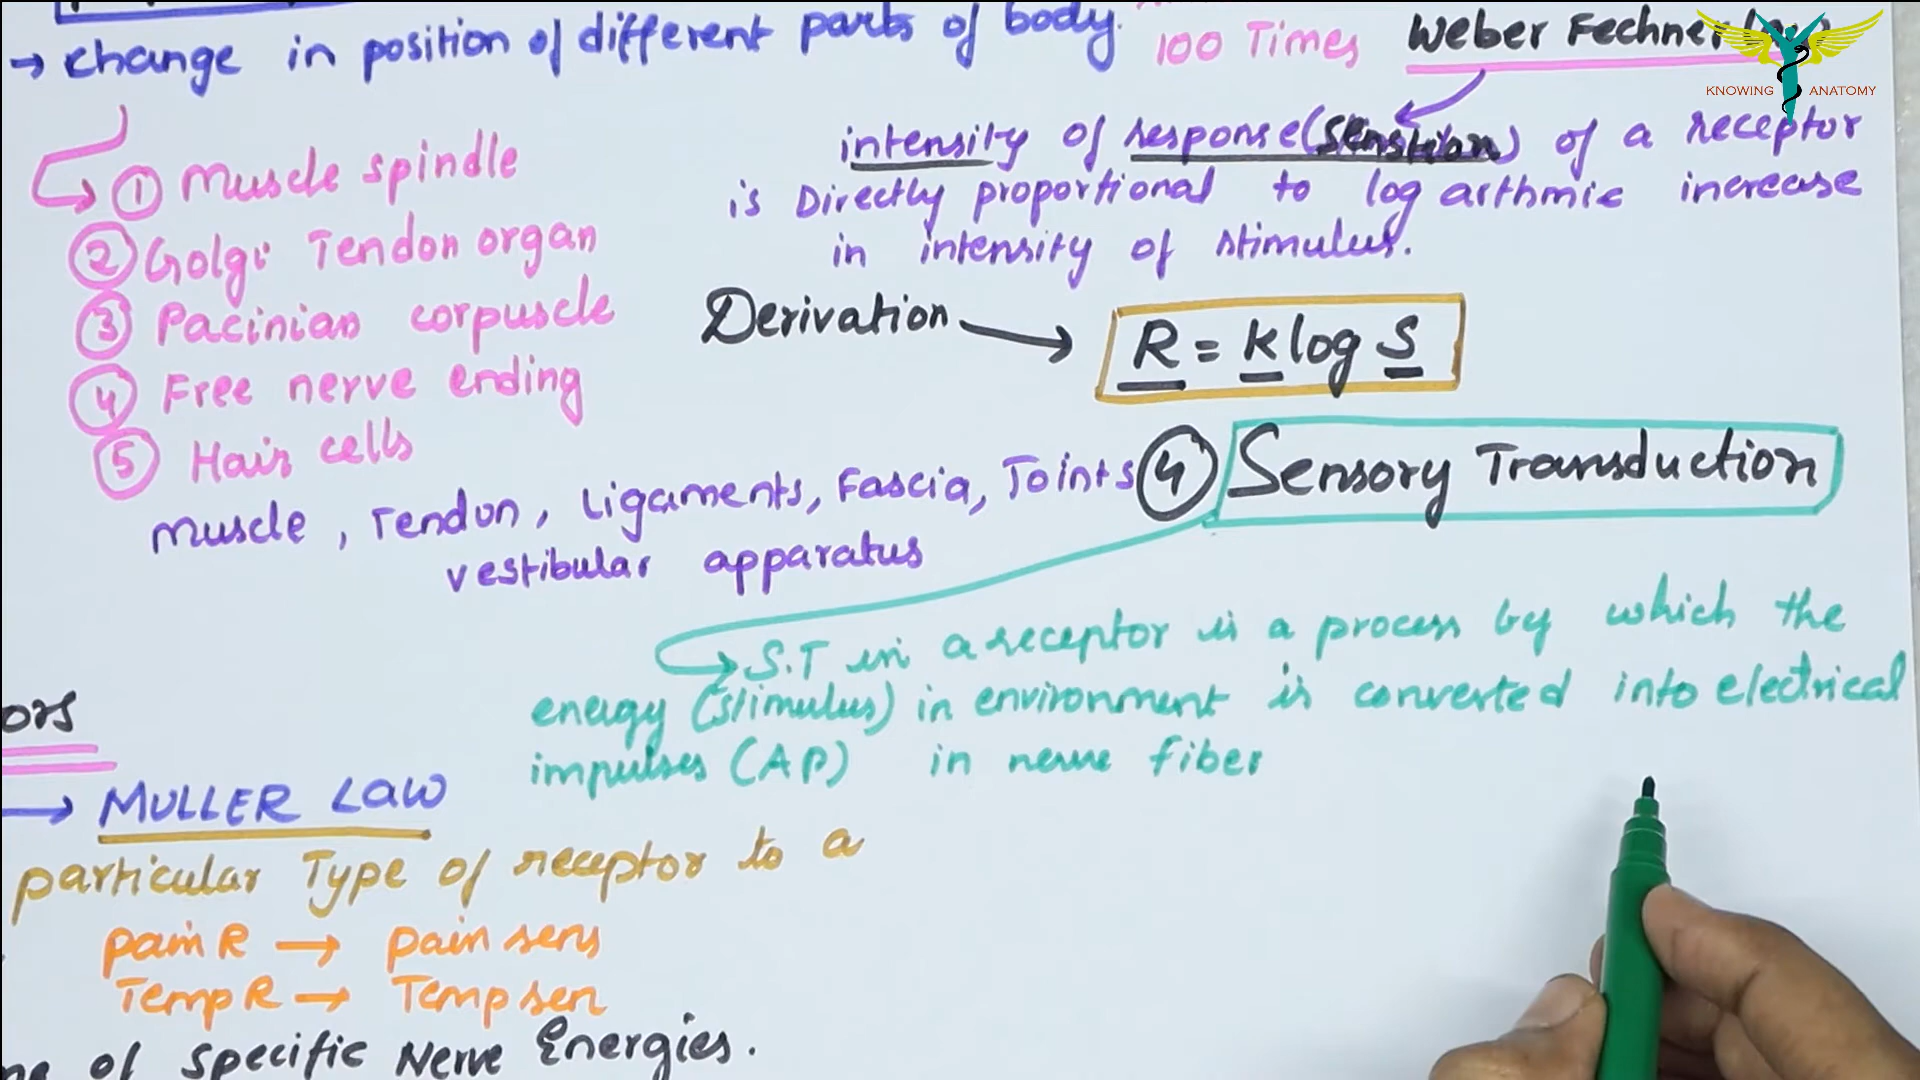 → change in position of different parts of body.
① Muscle spindle
② Golgi Tendon organ
③ Pacinian corpuscle
④ Free nerve ending
⑤ Hair cells
Muscle, Tendon, Ligaments, Fascia, Joints
vestibular apparatus
100 Times Weber Fechner
KNOWING ANATOMY
intensity of response (senstion) of a receptor
is Directly proportional to log arthmic increase
in intensity of stimulus.
Derivation → R = K log S
④ Sensory Transduction
S.T in a receptor is a process by which the
energy (stimulus) in environment is converted into electrical
impulses (AP) in nerve fiber
ors
→ MULLER LAW
particular Type of receptor to a
pain R → pain sens
Temp R → Temp sen
ne of Specific Nerve Energies.